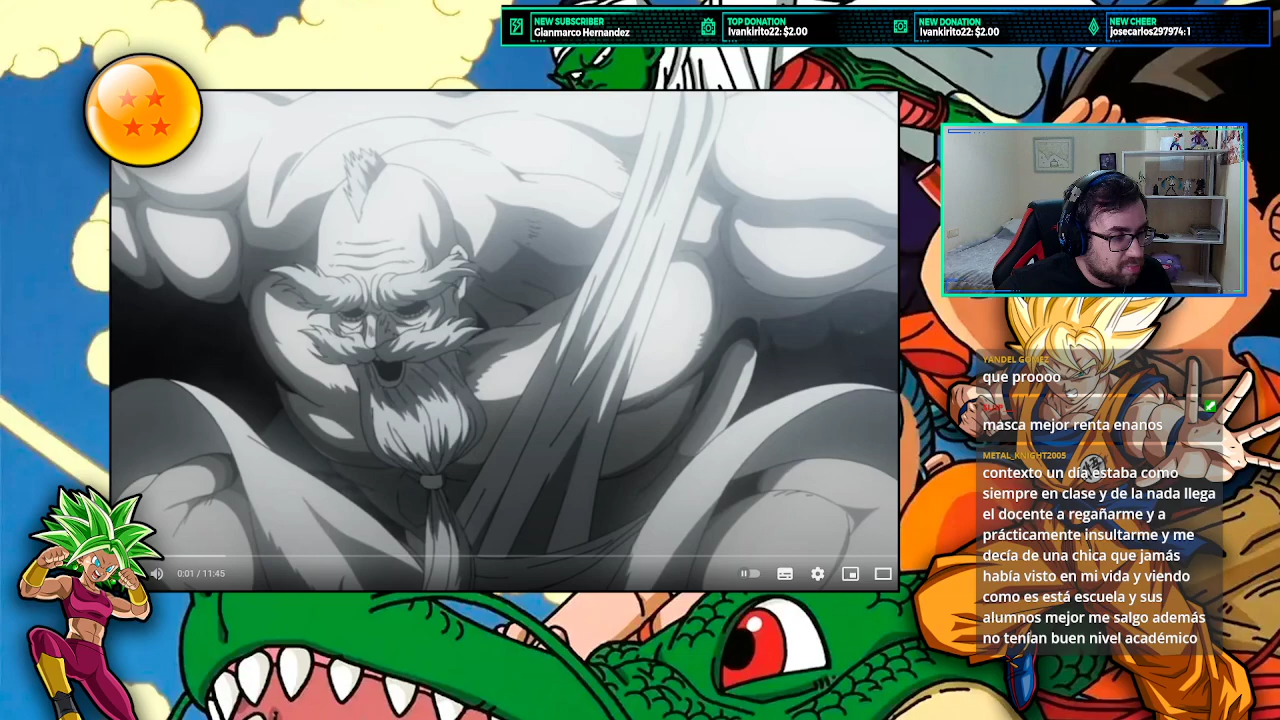 NEW SUBSCRIBER
Gianmarco Hernandez
TOP DONATION
Ivankirito22: $2.00
NEW DONATION
Ivankirito22: $2.00
NEW CHEER
josecarlos297974: 1
YANDEL GOMEZ
que proooo
masca mejor renta enanos
METAL_KNIGHT2005
contexto un día estaba como
siempre en clase y de la nada llega
el docente a regañarme y a
prácticamente insultarme y me
decía de una chica que jamás
había visto en mi vida y viendo
como es está escuela y sus
alumnos mejor me salgo además
no tenían buen nivel académico
0:01 / 11:45